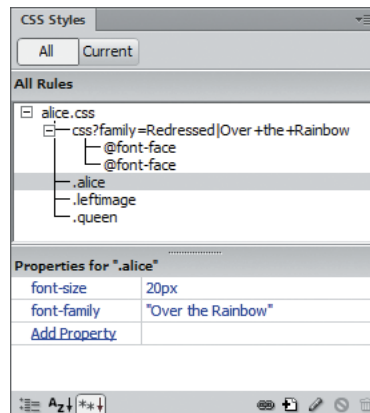 CSS Styles
All Current
All Rules
alice.css
css?family=Redressed|Over+the+Rainbow
@font-face
@font-face
.alice
.leftimage
.queen
Properties for ".alice"
font-size 20px
font-family "Over the Rainbow"
Add Property
AZ↓ **↓